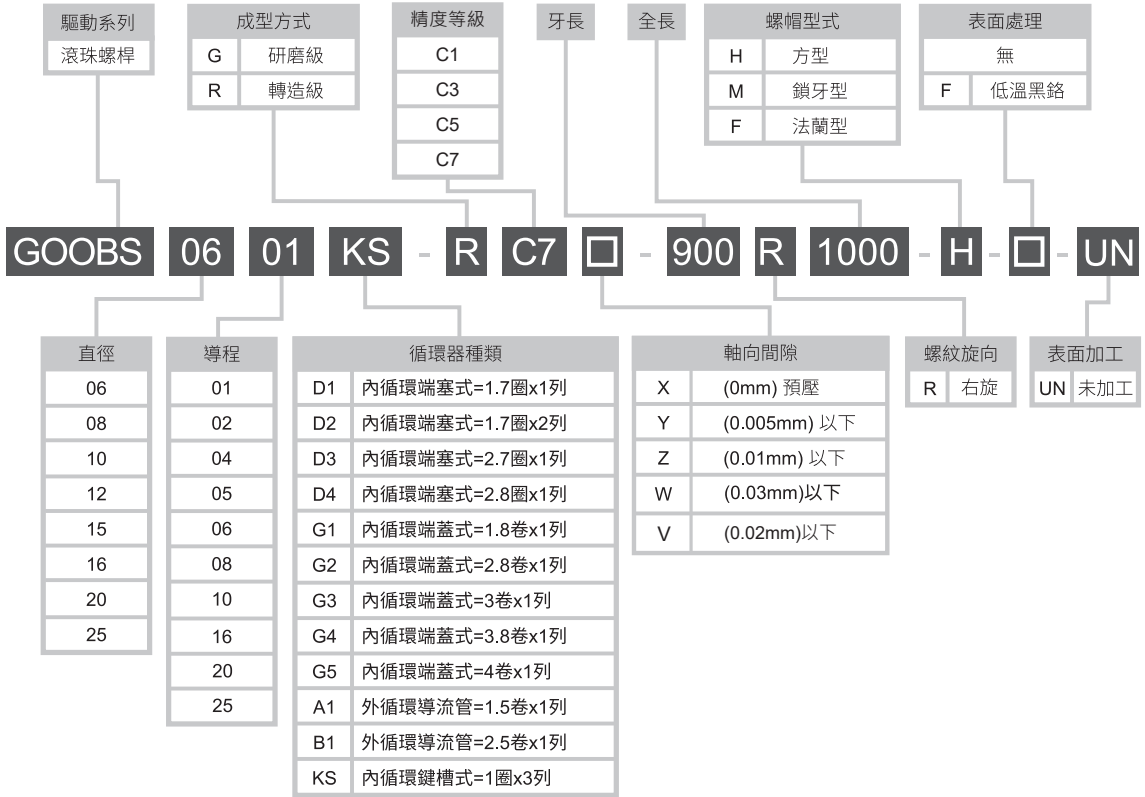 驅動系列
滾珠螺桿
成型方式
G 研磨級
R 轉造級
精度等級
C1
C3
C5
C7
牙長
全長
螺帽型式
H 方型
M 鎖牙型
F 法蘭型
表面處理
無
F 低溫黑鉻
GOOBS 06 01 KS - R C7 □ - 900 R 1000 - H - □ - UN
直徑
06
08
10
12
15
16
20
25
導程
01
02
04
05
06
08
10
16
20
25
循環器種類
D1 內循環端塞式=1.7圈x1列
D2 內循環端塞式=1.7圈x2列
D3 內循環端塞式=2.7圈x1列
D4 內循環端塞式=2.8圈x1列
G1 內循環端蓋式=1.8卷x1列
G2 內循環端蓋式=2.8卷x1列
G3 內循環端蓋式=3卷x1列
G4 內循環端蓋式=3.8卷x1列
G5 內循環端蓋式=4卷x1列
A1 外循環導流管=1.5卷x1列
B1 外循環導流管=2.5卷x1列
KS 內循環鍵槽式=1圈x3列
軸向間隙
X (0mm) 預壓
Y (0.005mm) 以下
Z (0.01mm) 以下
W (0.03mm)以下
V (0.02mm)以下
螺紋旋向
R 右旋
表面加工
UN 未加工